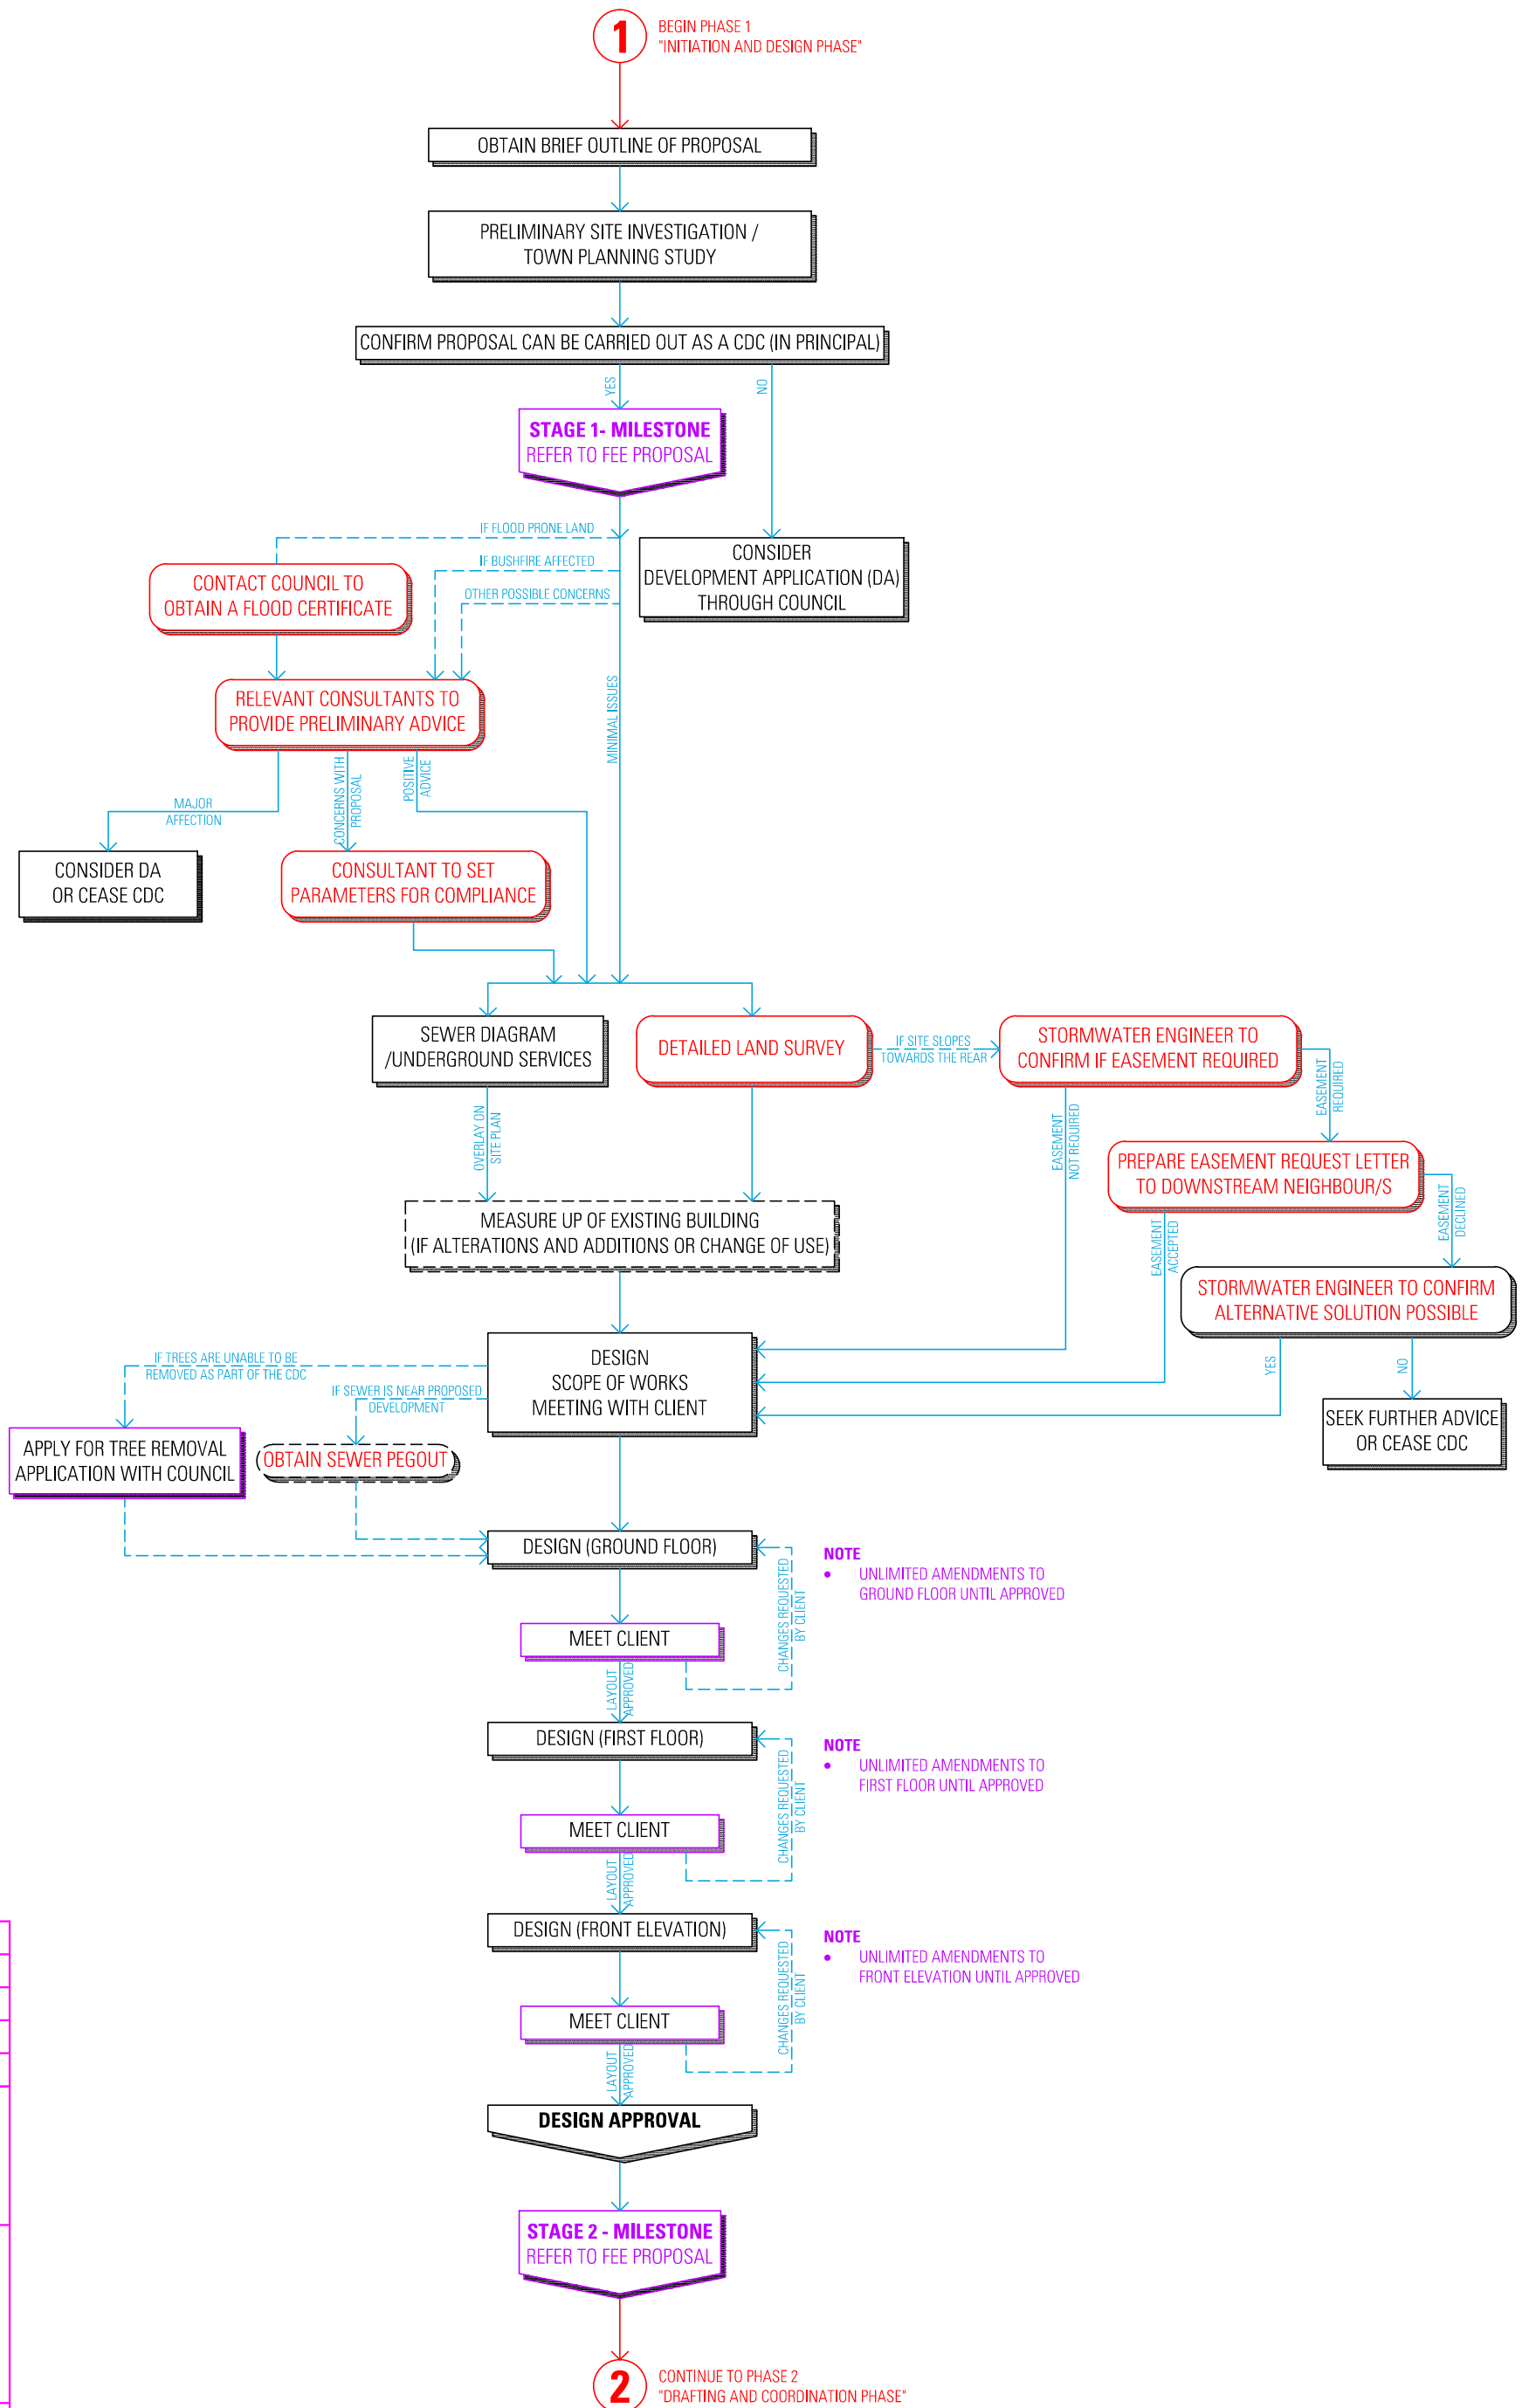 1
BEGIN PHASE 1
"INITIATION AND DESIGN PHASE"
OBTAIN BRIEF OUTLINE OF PROPOSAL
PRELIMINARY SITE INVESTIGATION /
TOWN PLANNING STUDY
CONFIRM PROPOSAL CAN BE CARRIED OUT AS A CDC (IN PRINCIPAL)
YES
NO
STAGE 1- MILESTONE
REFER TO FEE PROPOSAL
IF FLOOD PRONE LAND
IF BUSHFIRE AFFECTED
OTHER POSSIBLE CONCERNS
CONSIDER
DEVELOPMENT APPLICATION (DA)
THROUGH COUNCIL
CONTACT COUNCIL TO
OBTAIN A FLOOD CERTIFICATE
RELEVANT CONSULTANTS TO
PROVIDE PRELIMINARY ADVICE
MINIMAL ISSUES
MAJOR
AFFECTION
CONCERNS WITH
PROPOSAL
POSITIVE
ADVICE
CONSIDER DA
OR CEASE CDC
CONSULTANT TO SET
PARAMETERS FOR COMPLIANCE
SEWER DIAGRAM
/UNDERGROUND SERVICES
DETAILED LAND SURVEY
IF SITE SLOPES
TOWARDS THE REAR
STORMWATER ENGINEER TO
CONFIRM IF EASEMENT REQUIRED
OVERLAY ON
SITE PLAN
EASEMENT
NOT REQUIRED
EASEMENT
REQUIRED
PREPARE EASEMENT REQUEST LETTER
TO DOWNSTREAM NEIGHBOUR/S
MEASURE UP OF EXISTING BUILDING
(IF ALTERATIONS AND ADDITIONS OR CHANGE OF USE)
EASEMENT
ACCEPTED
EASEMENT
DECLINED
STORMWATER ENGINEER TO CONFIRM
ALTERNATIVE SOLUTION POSSIBLE
YES
NO
DESIGN
SCOPE OF WORKS
MEETING WITH CLIENT
IF TREES ARE UNABLE TO BE
REMOVED AS PART OF THE CDC
IF SEWER IS NEAR PROPOSED
DEVELOPMENT
SEEK FURTHER ADVICE
OR CEASE CDC
APPLY FOR TREE REMOVAL
APPLICATION WITH COUNCIL
OBTAIN SEWER PEGOUT
DESIGN (GROUND FLOOR)
CHANGES REQUESTED
BY CLIENT
NOTE
• UNLIMITED AMENDMENTS TO
GROUND FLOOR UNTIL APPROVED
MEET CLIENT
LAYOUT
APPROVED
DESIGN (FIRST FLOOR)
CHANGES REQUESTED
BY CLIENT
NOTE
• UNLIMITED AMENDMENTS TO
FIRST FLOOR UNTIL APPROVED
MEET CLIENT
LAYOUT
APPROVED
DESIGN (FRONT ELEVATION)
CHANGES REQUESTED
BY CLIENT
NOTE
• UNLIMITED AMENDMENTS TO
FRONT ELEVATION UNTIL APPROVED
MEET CLIENT
LAYOUT
APPROVED
DESIGN APPROVAL
STAGE 2 - MILESTONE
REFER TO FEE PROPOSAL
2
CONTINUE TO PHASE 2
"DRAFTING AND COORDINATION PHASE"